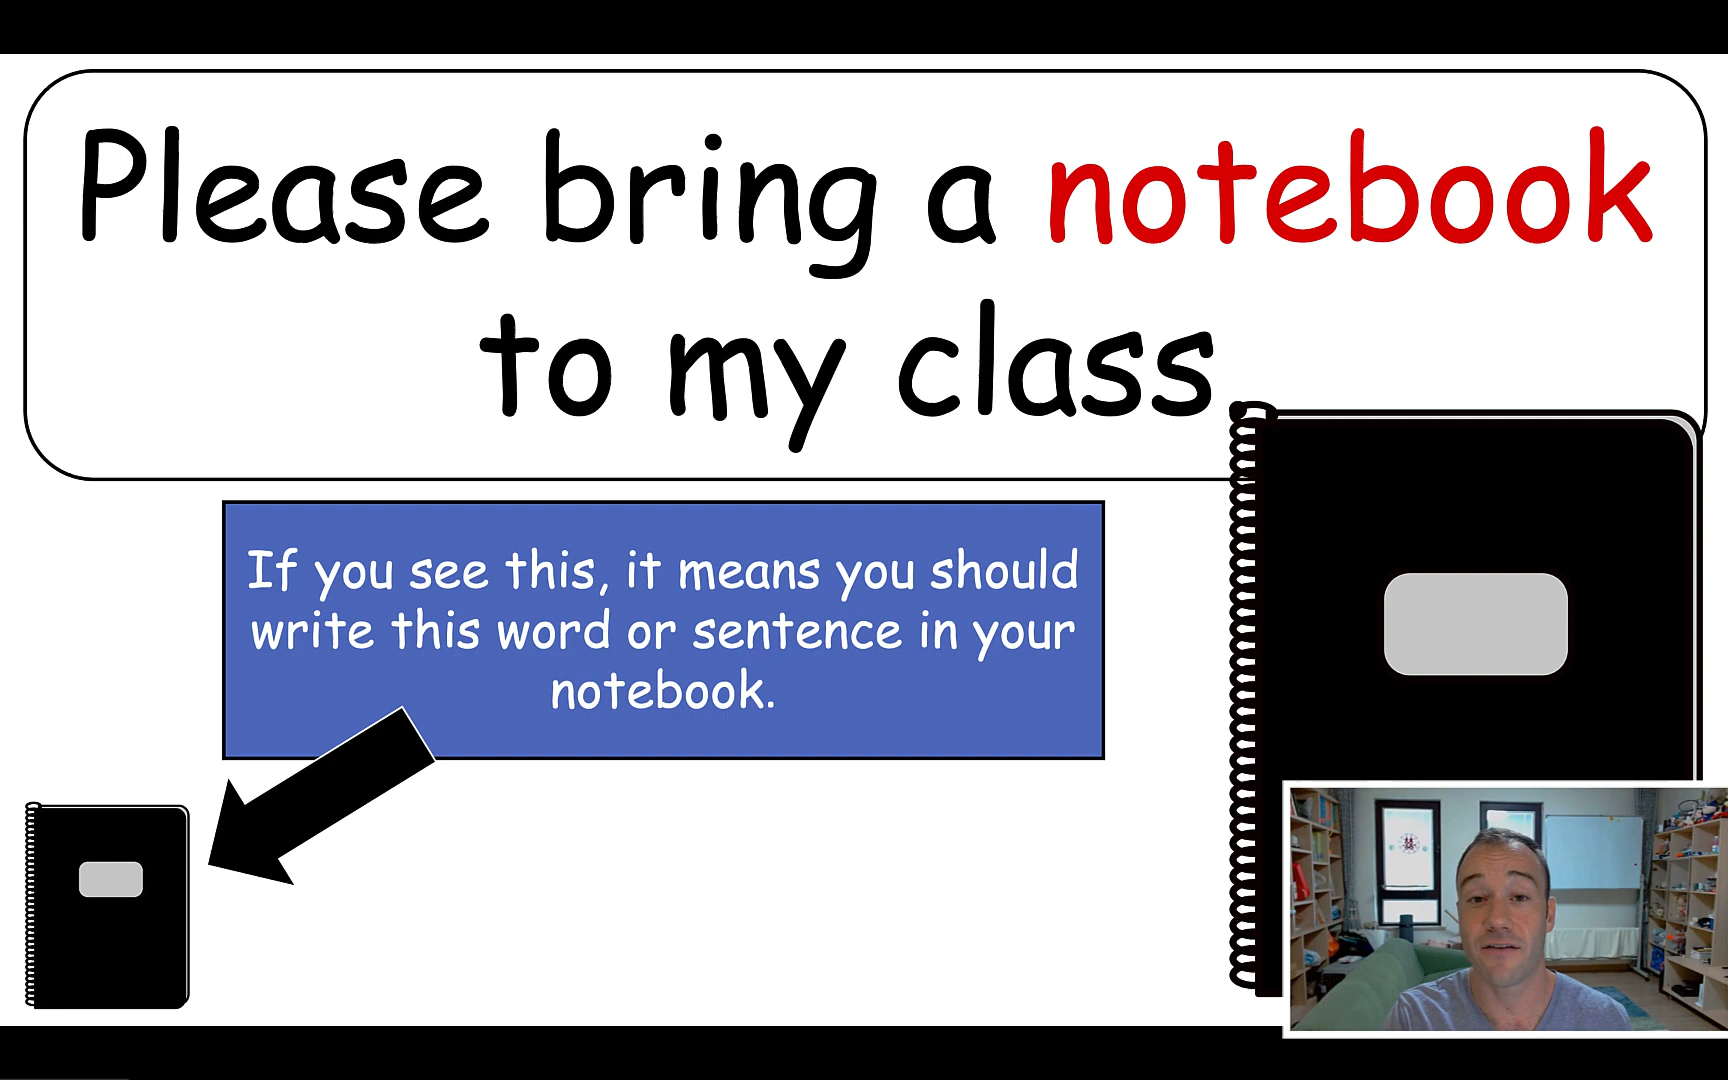 Please bring a notebook
to my class
If you see this, it means you should
write this word or sentence in your
notebook.